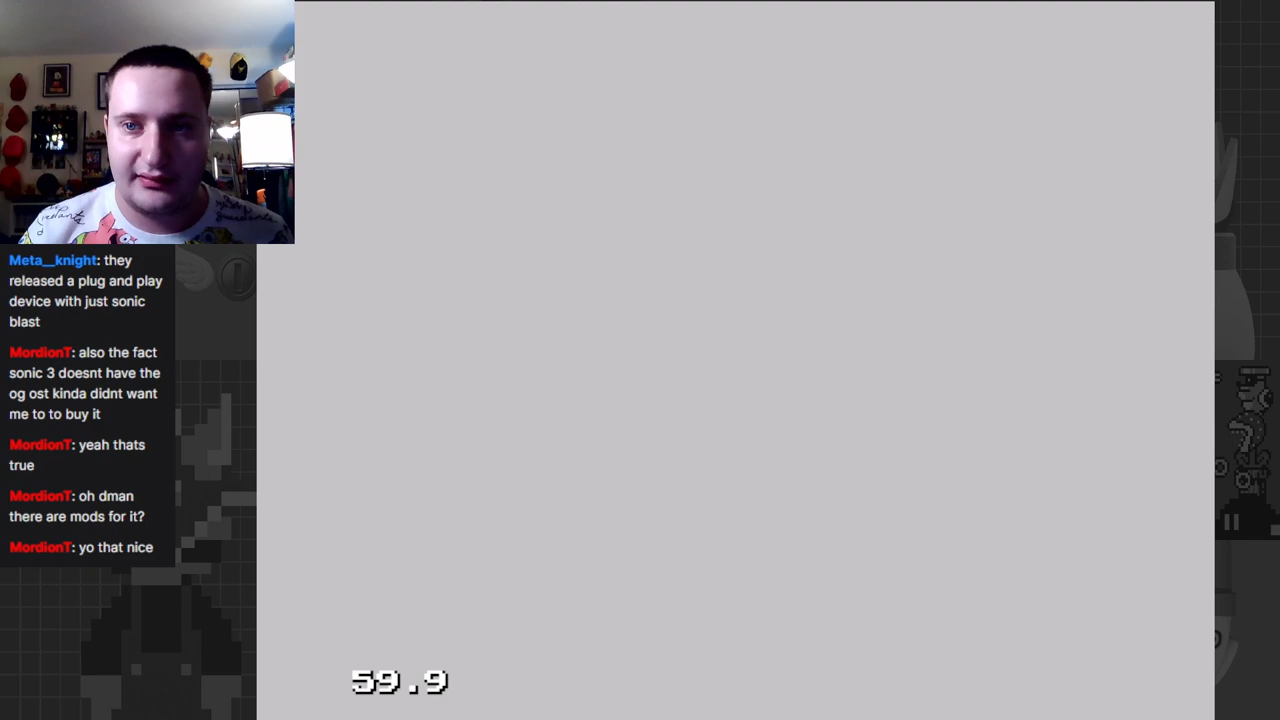 Meta__knight: they
released a plug and play
device with just sonic
blast
MordionT: also the fact
sonic 3 doesnt have the
og ost kinda didnt want
me to to buy it
MordionT: yeah thats
true
MordionT: oh dman
there are mods for it?
MordionT: yo that nice
59.9